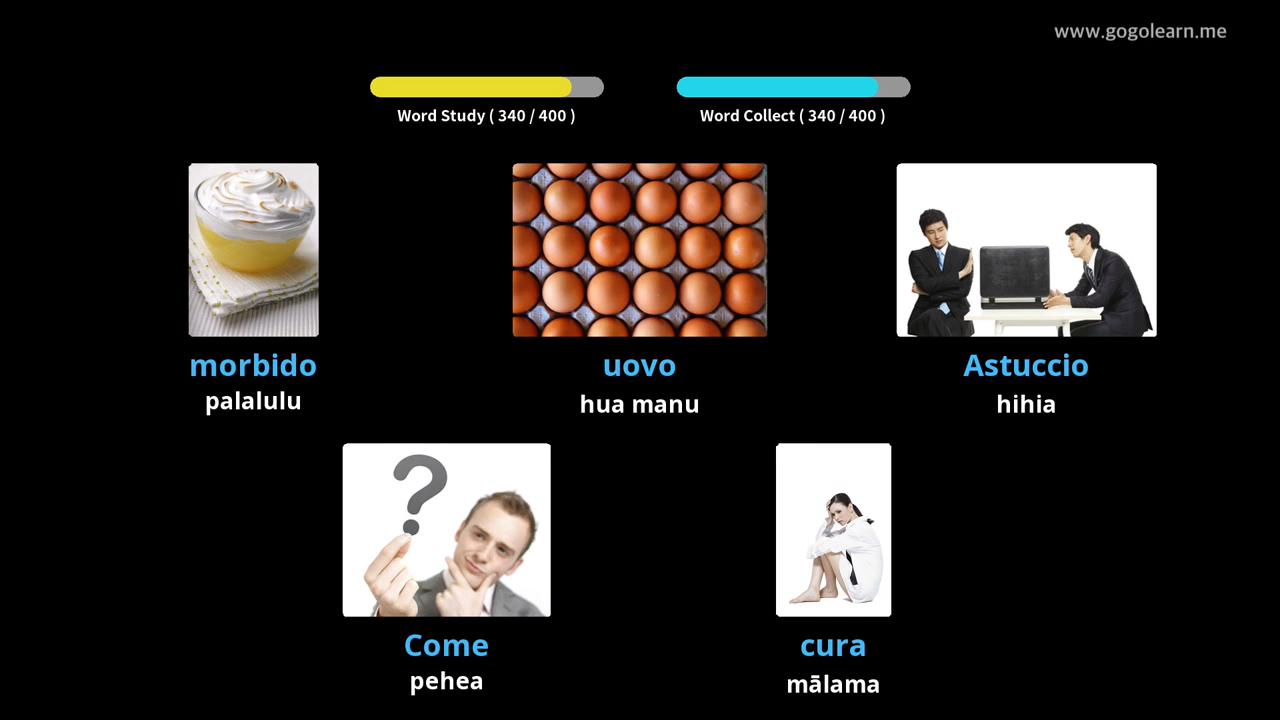 www.gogolearn.me
Word Study ( 340 / 400 )
Word Collect ( 340 / 400 )
morbido
palalulu
uovo
hua manu
Astuccio
hihia
Come
pehea
cura
mālama